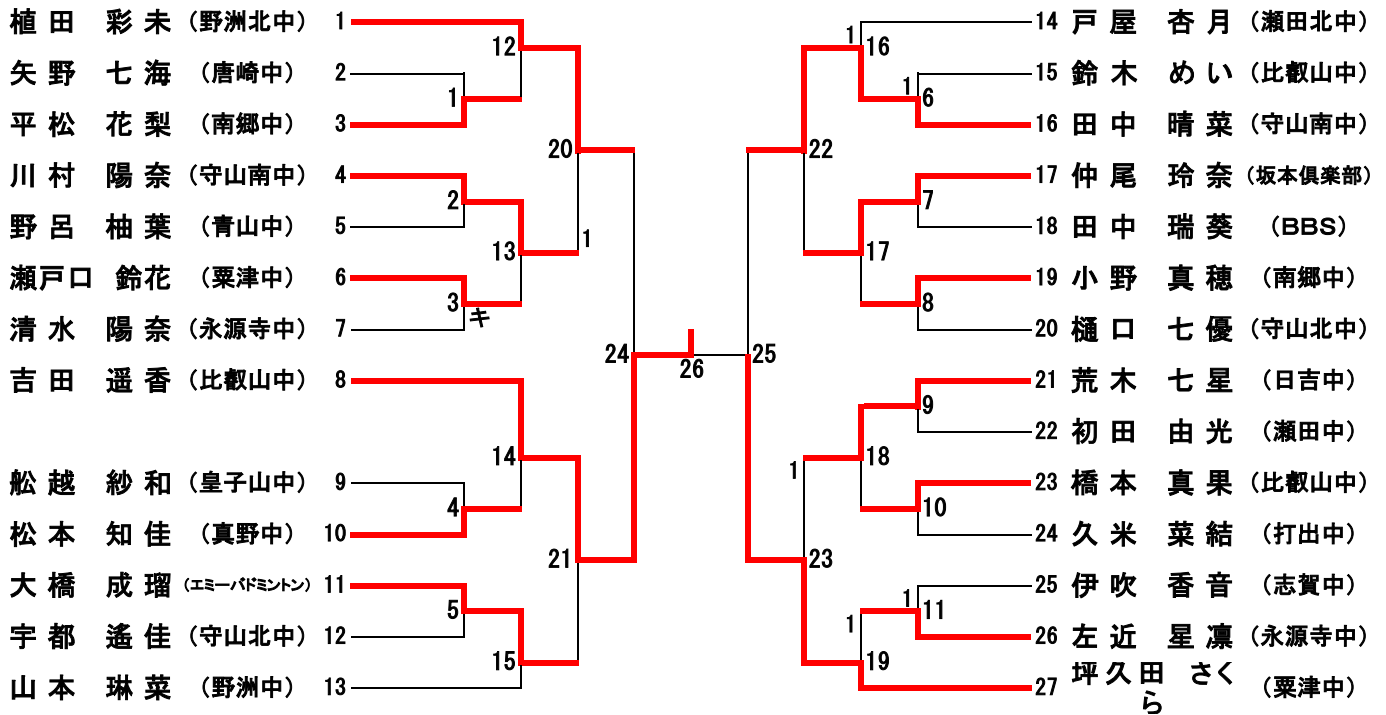 植田 彩未 (野洲北中) 1
矢野 七海 (唐崎中) 2
平松 花梨 (南郷中) 3
川村 陽奈 (守山南中) 4
野呂 柚葉 (青山中) 5
瀬戸口 鈴花 (粟津中) 6
清水 陽奈 (永源寺中) 7
吉田 遥香 (比叡山中) 8
舩越 紗和 (皇子山中) 9
松本 知佳 (真野中) 10
大橋 成瑠 (エミーバドミントン) 11
宇都 遙佳 (守山北中) 12
山本 琳菜 (野洲中) 13
12
1
20
2
13
1
3
キ
24
14
4
21
5
15
26
25
1
16
1
6
22
7
17
8
9
18
1
10
23
1
11
1
19
14 戸屋 杏月 (瀬田北中)
15 鈴木 めい (比叡山中)
16 田中 晴菜 (守山南中)
17 仲尾 玲奈 (坂本倶楽部)
18 田中 瑞葵 (BBS)
19 小野 真穂 (南郷中)
20 樋口 七優 (守山北中)
21 荒木 七星 (日吉中)
22 初田 由光 (瀬田中)
23 橋本 真果 (比叡山中)
24 久米 菜結 (打出中)
25 伊吹 香音 (志賀中)
26 左近 星凛 (永源寺中)
27 坪久田 さく (粟津中)
ら